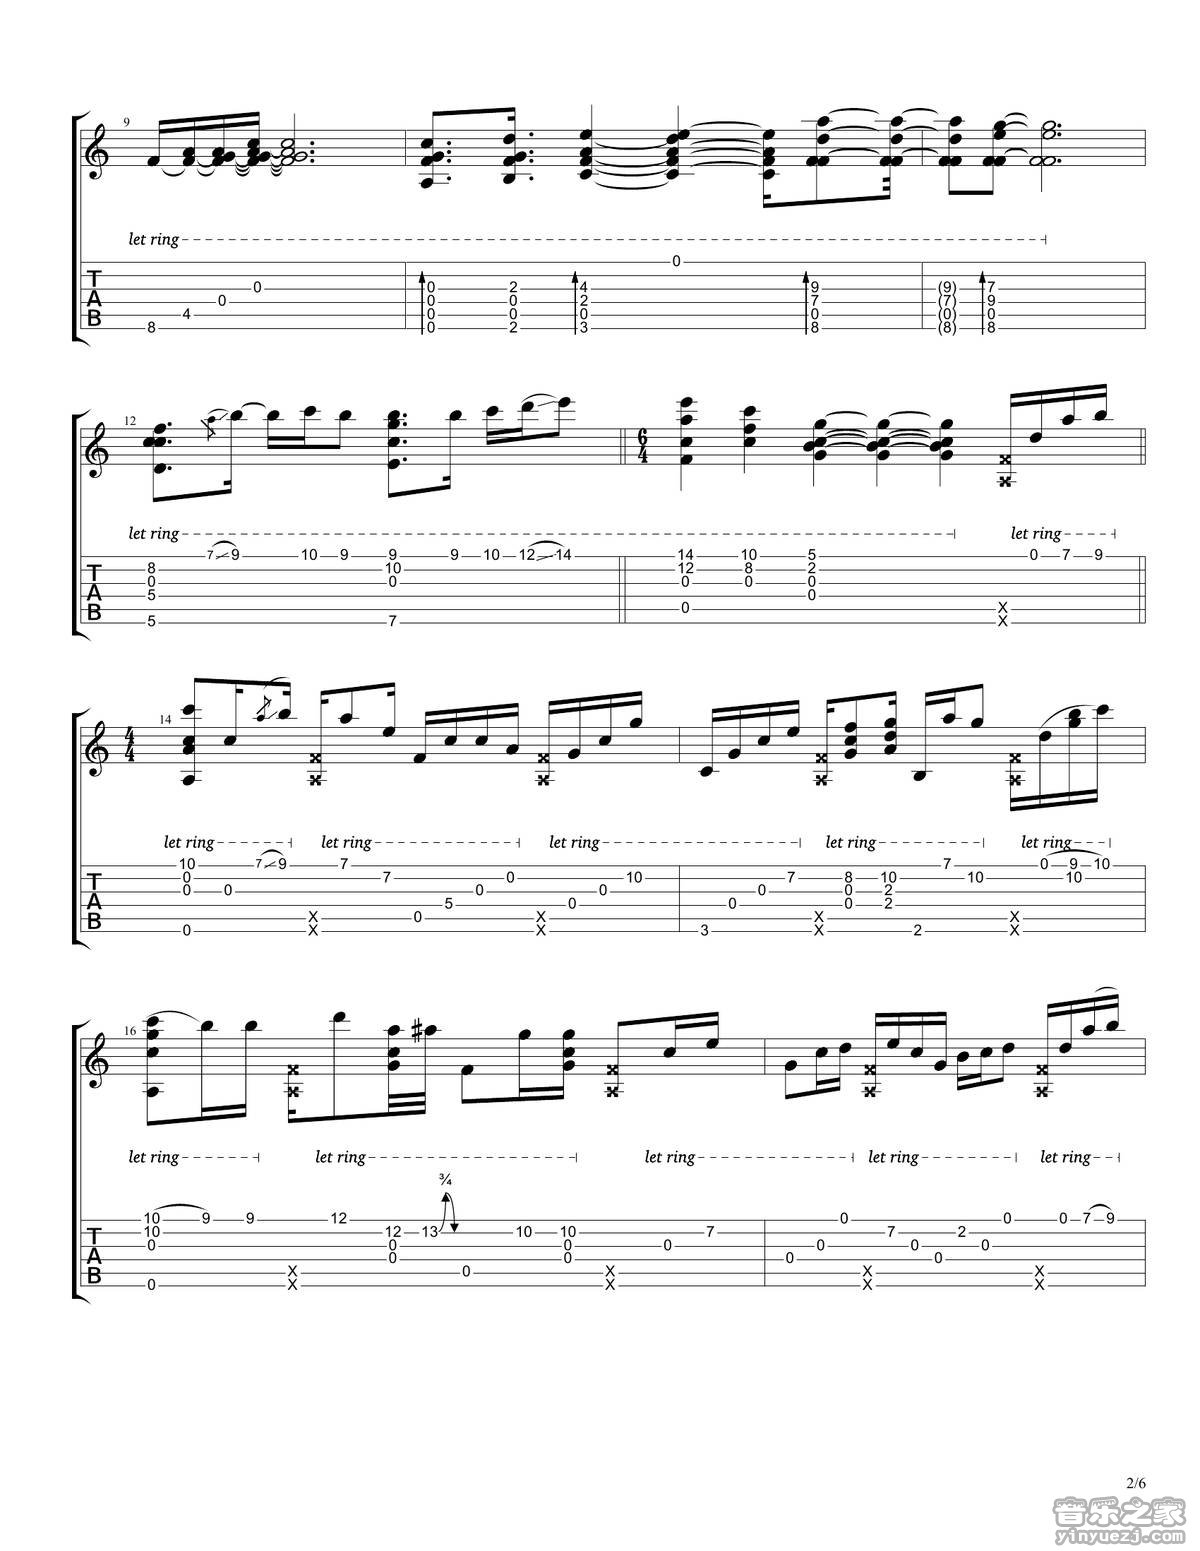 9
let ring
T 0 0 2 4 9 (9) 7
A 0 0 0 2 7 (7) 9
B 4 0 0 0 0 (0) 0
8 0 2 3 8 (8) 8
12
6
4
let ring let ring
7 9 10 9 9 9 10 12 14 14 10 5 0 7 9
T 8 10 12 8 2
0 0 0 0 0
A 5 0
B 0 X
5 7 X
4
4
14
let ring let ring let ring let ring let ring
10 7 9 7 7 0 9 10
T 0 7 0 10 7 8 10 10 10
0 0 0 0 0 0 2
A 5 0 0 0 2
B X 0 X X X
0 X X 3 X 2 X
16
let ring let ring let ring let ring let ring
¾
10 9 9 12 0 0 0 7 9
T 10 12 13 10 10 7 7 2
0 0 0 0 0 0 0
A 0 0 0 0
B X 0 X X X
0 X X X X
2/6
音乐之家
yinyuezj.com